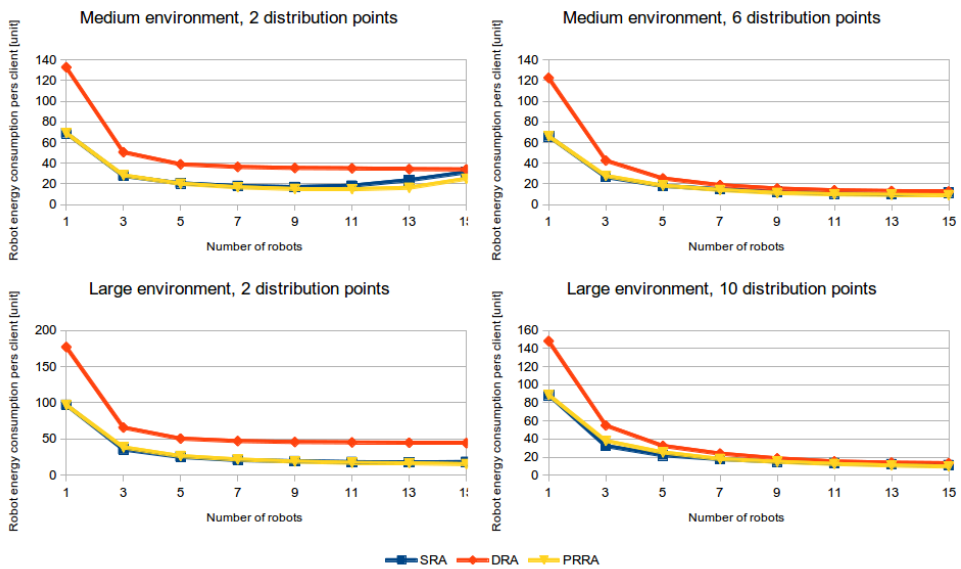 Medium environment, 2 distribution points
Robot energy consumption pers client [unit]
140
120
100
80
60
40
20
0
1 3 5 7 9 11 13 15
Number of robots
Medium environment, 6 distribution points
Robot energy consumption pers client [unit]
140
120
100
80
60
40
20
0
1 3 5 7 9 11 13 15
Number of robots
Large environment, 2 distribution points
Robot energy consumption pers client [unit]
200
150
100
50
0
1 3 5 7 9 11 13 15
Number of robots
Large environment, 10 distribution points
Robot energy consumption pers client [unit]
160
140
120
100
80
60
40
20
0
1 3 5 7 9 11 13 15
Number of robots
SRA DRA PRRA